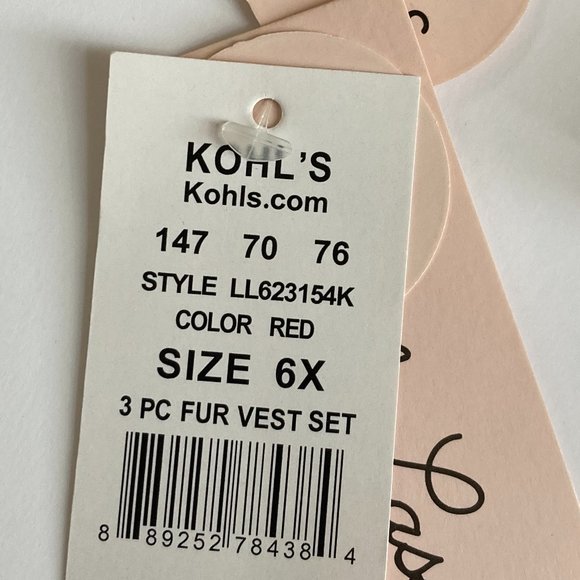 KOHL'S
Kohls.com
147 70 76
STYLE LL623154K
COLOR RED
SIZE 6X
3 PC FUR VEST SET
8 89252 78438 4